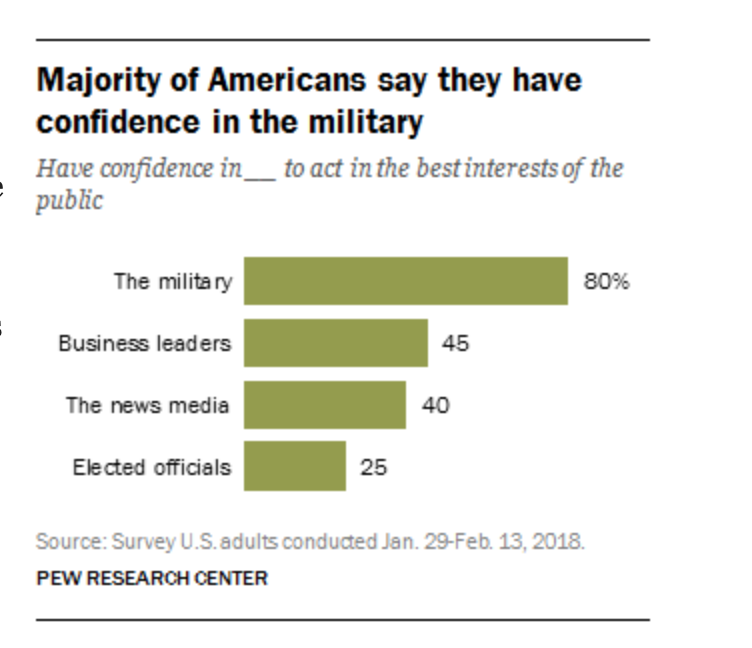 Majority of Americans say they have
confidence in the military
Have confidence in__ to act in the best interests of the
public
The military 80%
Business leaders 45
The news media 40
Elected officials 25
Source: Survey U.S. adults conducted Jan. 29-Feb. 13, 2018.
PEW RESEARCH CENTER